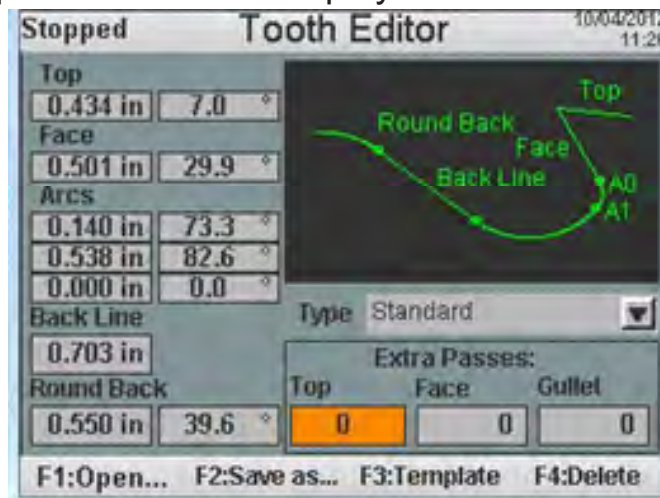 Stopped Tooth Editor 10/04/2012
11:28
Top
0.434 in 7.0 °
Face
0.501 in 29.9 °
Arcs
0.140 in 73.3 °
0.538 in 82.6 °
0.000 in 0.0 °
Back Line
0.703 in
Round Back
0.550 in 39.6 °
Top
Round Back
Face
Back Line
A0
A1
Type Standard
Extra Passes:
Top Face Gullet
0 0 0
F1:Open... F2:Save as... F3:Template F4:Delete